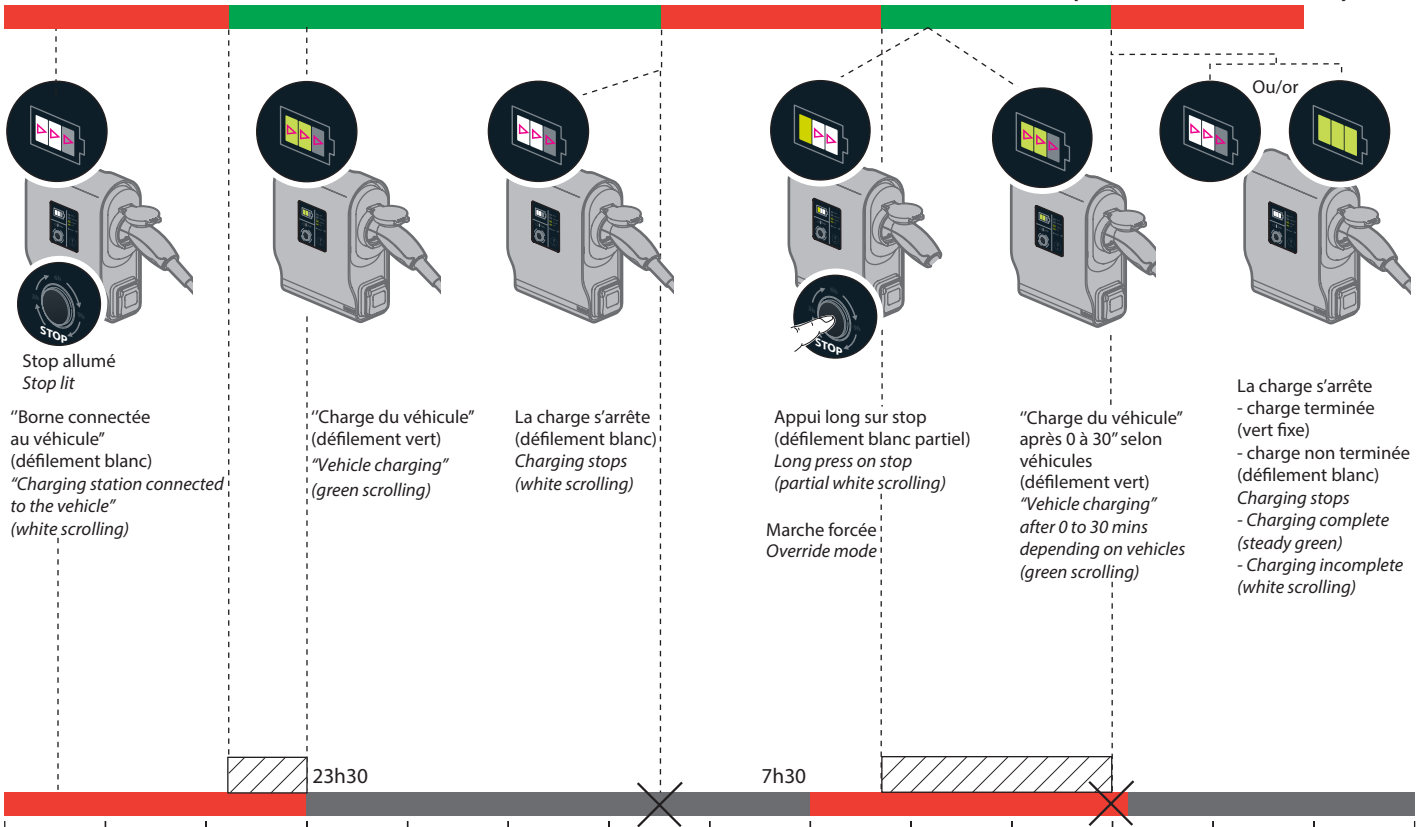 Ou/or
STOP
STOP
Stop allumé
Stop lit
‘’Borne connectée
au véhicule’’
(défilement blanc)
“Charging station connected
to the vehicle”
(white scrolling)
‘’Charge du véhicule’’
(défilement vert)
“Vehicle charging”
(green scrolling)
La charge s’arrête
(défilement blanc)
Charging stops
(white scrolling)
Appui long sur stop
(défilement blanc partiel)
Long press on stop
(partial white scrolling)
Marche forcée
Override mode
‘’Charge du véhicule’’
après 0 à 30’’ selon
véhicules
(défilement vert)
“Vehicle charging”
after 0 to 30 mins
depending on vehicles
(green scrolling)
La charge s’arrête
- charge terminée
(vert fixe)
- charge non terminée
(défilement blanc)
Charging stops
- Charging complete
(steady green)
- Charging incomplete
(white scrolling)
23h30
7h30